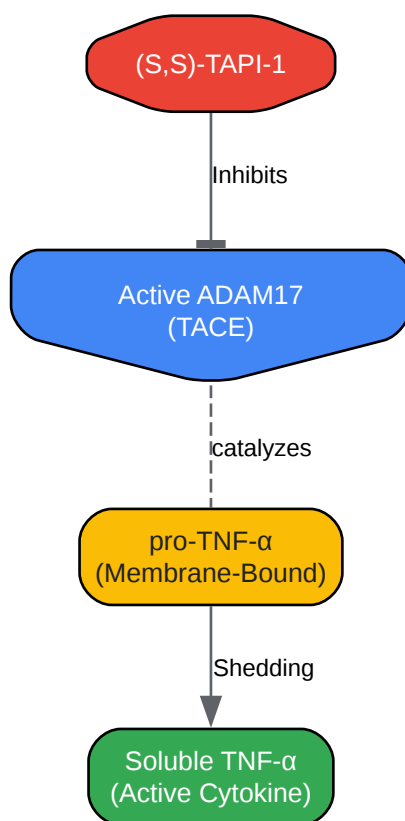 (S,S)-TAPI-1
Inhibits
Active ADAM17
(TACE)
catalyzes
pro-TNF-α
(Membrane-Bound)
Shedding
Soluble TNF-α
(Active Cytokine)